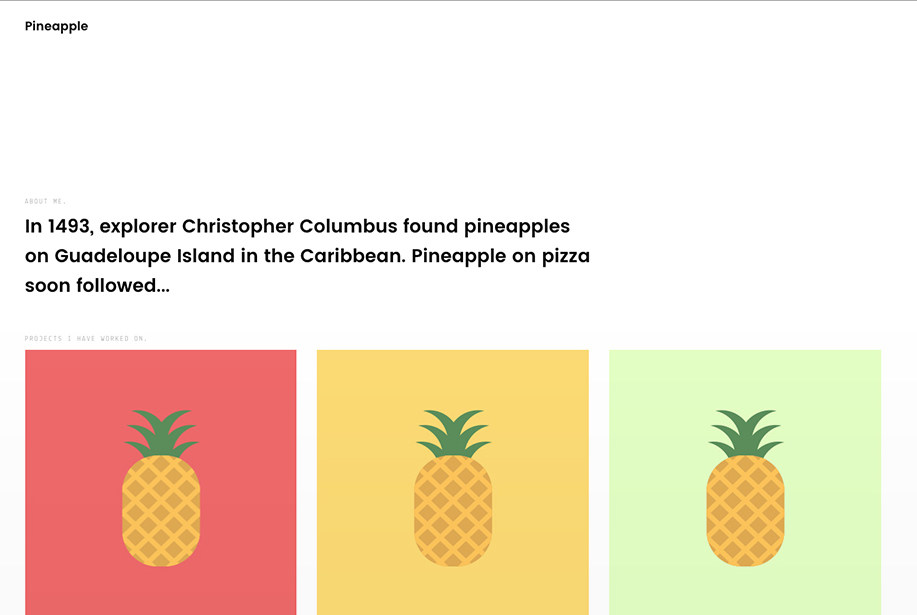 Pineapple
ABOUT ME.
In 1493, explorer Christopher Columbus found pineapples
on Guadeloupe Island in the Caribbean. Pineapple on pizza
soon followed...
PROJECTS I HAVE WORKED ON.